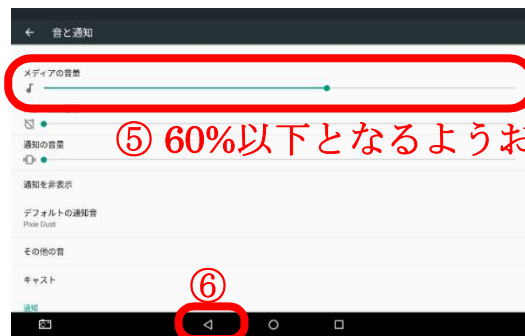 音と通知
メディアの音量
⑤ 60%以下となるようお
通知の音量
通知を非表示
デフォルトの通知音
Pixie Dust
その他の音
キャスト
⑥
通知